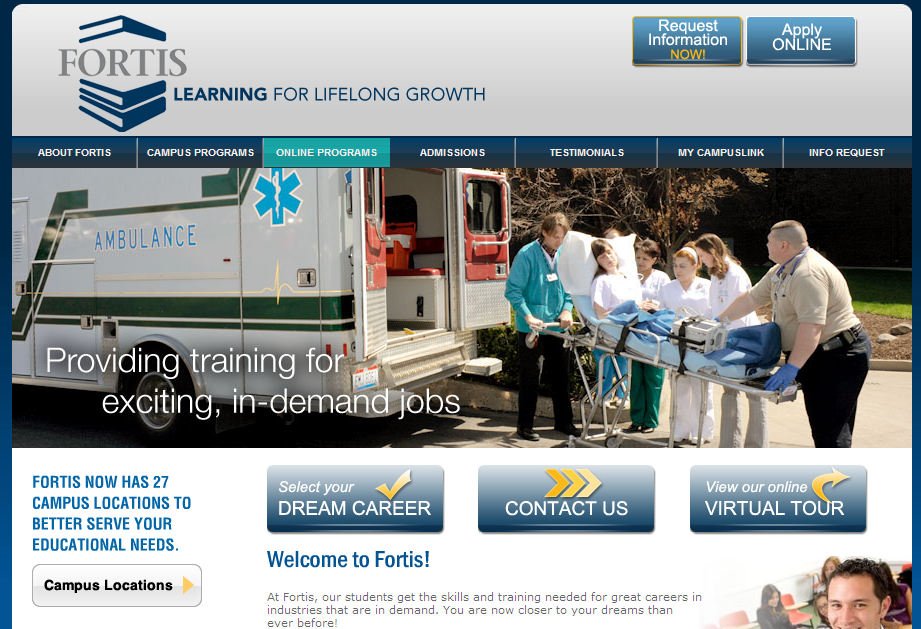 FORTIS
LEARNING FOR LIFELONG GROWTH
Request
Information
NOW!
Apply
ONLINE
ABOUT FORTIS
CAMPUS PROGRAMS
ONLINE PROGRAMS
ADMISSIONS
TESTIMONIALS
MY CAMPUSLINK
INFO REQUEST
AMBULANCE
Providing training for
exciting, in-demand jobs
FORTIS NOW HAS 27
CAMPUS LOCATIONS TO
BETTER SERVE YOUR
EDUCATIONAL NEEDS.
Campus Locations
Select your
DREAM CAREER
CONTACT US
View our online
VIRTUAL TOUR
Welcome to Fortis!
At Fortis, our students get the skills and training needed for great careers in
industries that are in demand. You are now closer to your dreams than
ever before!